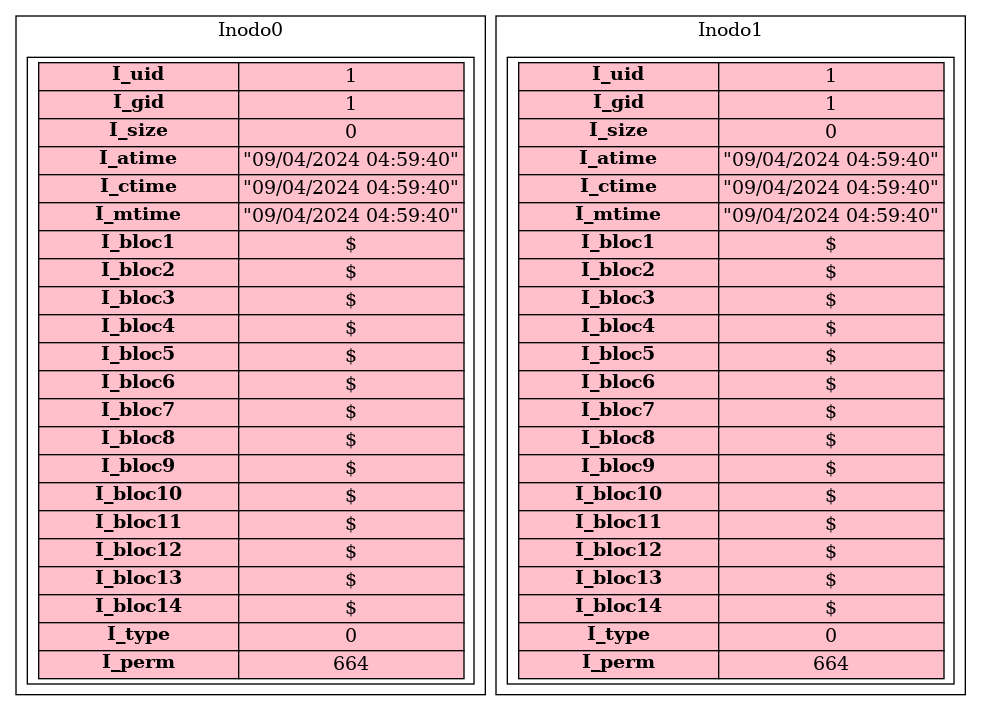 Inodo0
I_uid 1
I_gid 1
I_size 0
I_atime "09/04/2024 04:59:40"
I_ctime "09/04/2024 04:59:40"
I_mtime "09/04/2024 04:59:40"
I_bloc1 $
I_bloc2 $
I_bloc3 $
I_bloc4 $
I_bloc5 $
I_bloc6 $
I_bloc7 $
I_bloc8 $
I_bloc9 $
I_bloc10 $
I_bloc11 $
I_bloc12 $
I_bloc13 $
I_bloc14 $
I_type 0
I_perm 664
Inodo1
I_uid 1
I_gid 1
I_size 0
I_atime "09/04/2024 04:59:40"
I_ctime "09/04/2024 04:59:40"
I_mtime "09/04/2024 04:59:40"
I_bloc1 $
I_bloc2 $
I_bloc3 $
I_bloc4 $
I_bloc5 $
I_bloc6 $
I_bloc7 $
I_bloc8 $
I_bloc9 $
I_bloc10 $
I_bloc11 $
I_bloc12 $
I_bloc13 $
I_bloc14 $
I_type 0
I_perm 664